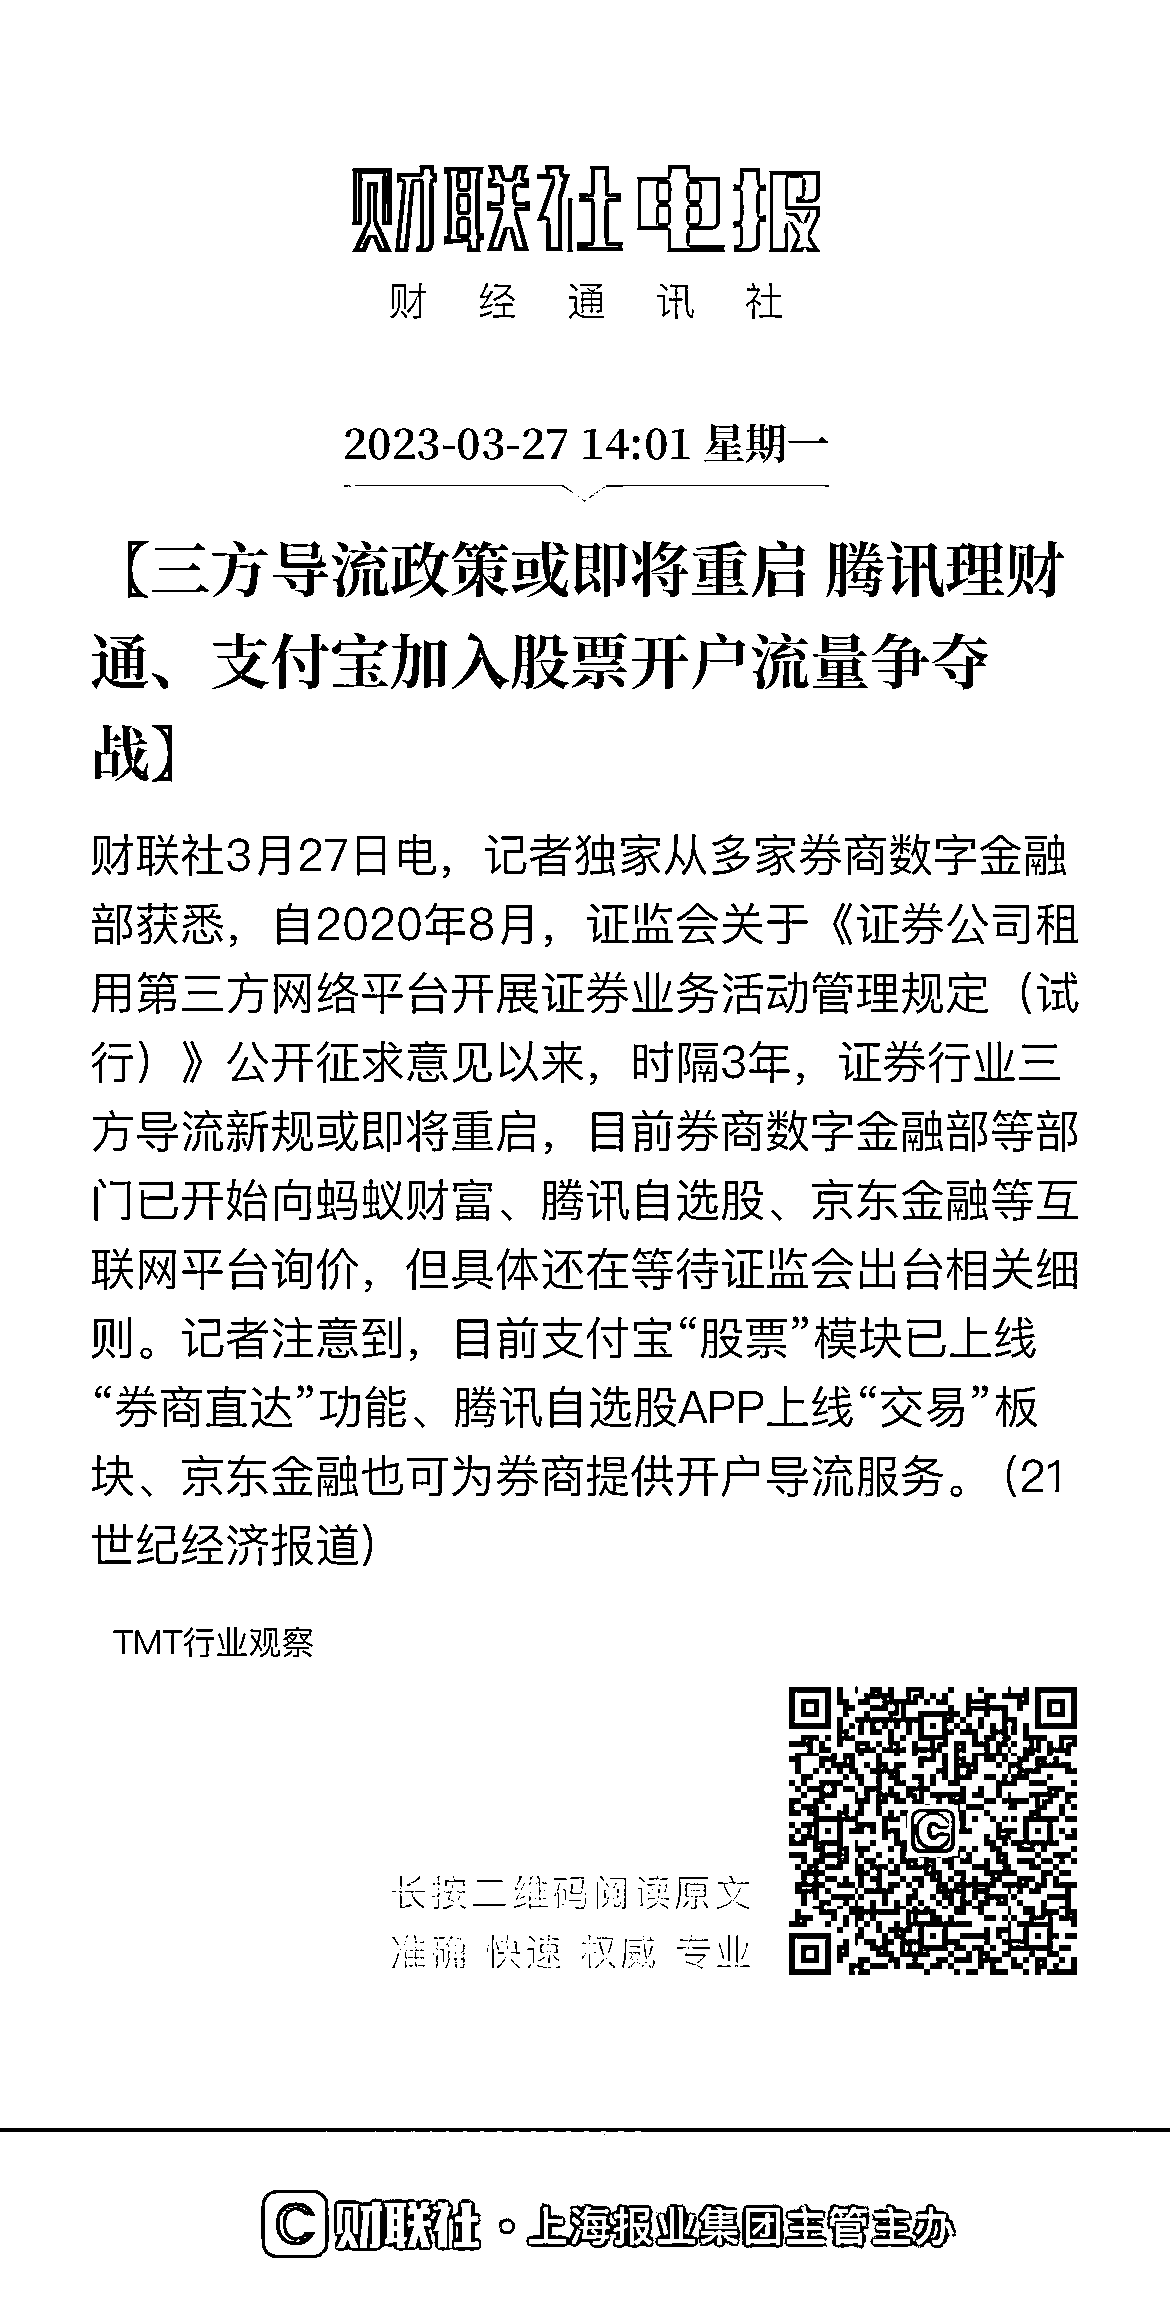 财联社电报
财经通讯社
2023-03-27 14:01 星期一
【三方导流政策或即将重启 腾讯理财
通、支付宝加入股票开户流量争夺
战】
财联社3月27日电，记者独家从多家券商数字金融
部获悉，自2020年8月，证监会关于《证券公司租
用第三方网络平台开展证券业务活动管理规定（试
行）》公开征求意见以来，时隔3年，证券行业三
方导流新规或即将重启，目前券商数字金融部等部
门已开始向蚂蚁财富、腾讯自选股、京东金融等互
联网平台询价，但具体还在等待证监会出台相关细
则。记者注意到，目前支付宝“股票”模块已上线
“券商直达”功能、腾讯自选股APP上线“交易”板
块、京东金融也可为券商提供开户导流服务。（21
世纪经济报道）
TMT行业观察
长按二维码阅读原文
准确 快速 权威 专业
C 财联社·上海报业集团主管主办